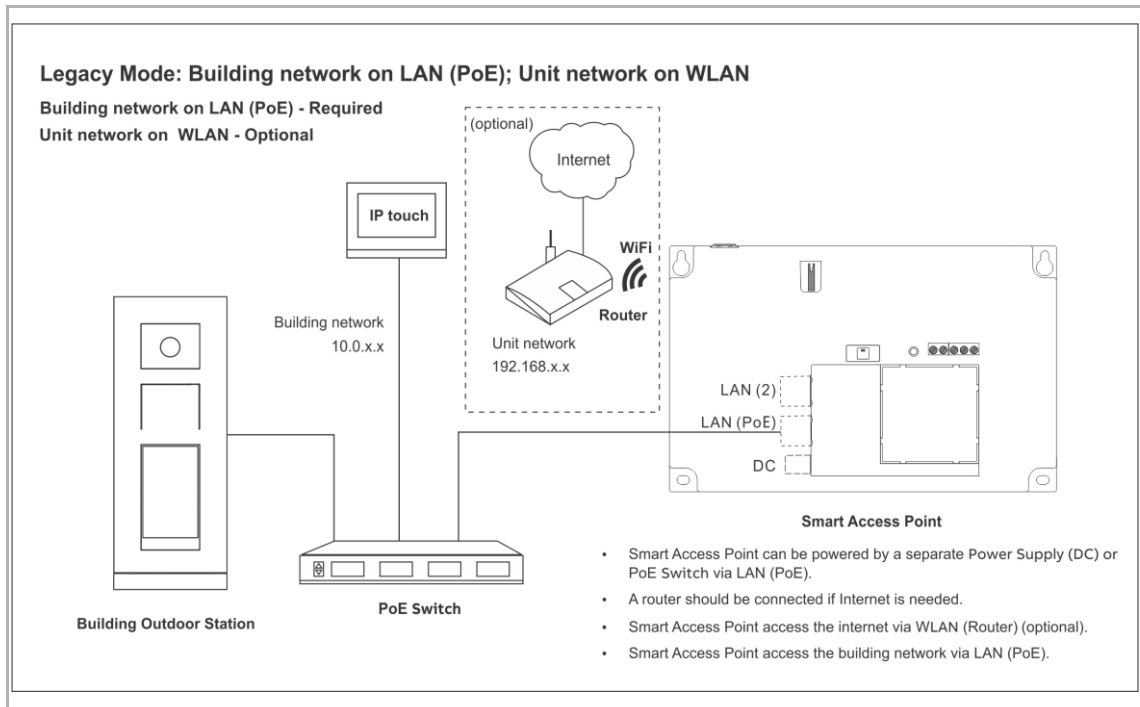 Legacy Mode: Building network on LAN (PoE); Unit network on WLAN
Building network on LAN (PoE) - Required
Unit network on WLAN - Optional
(optional)
Internet
IP touch
WiFi
Router
Building network
10.0.x.x
Unit network
192.168.x.x
LAN (2)
LAN (PoE)
DC
Smart Access Point
PoE Switch
Building Outdoor Station
• Smart Access Point can be powered by a separate Power Supply (DC) or
PoE Switch via LAN (PoE).
• A router should be connected if Internet is needed.
• Smart Access Point access the internet via WLAN (Router) (optional).
• Smart Access Point access the building network via LAN (PoE).